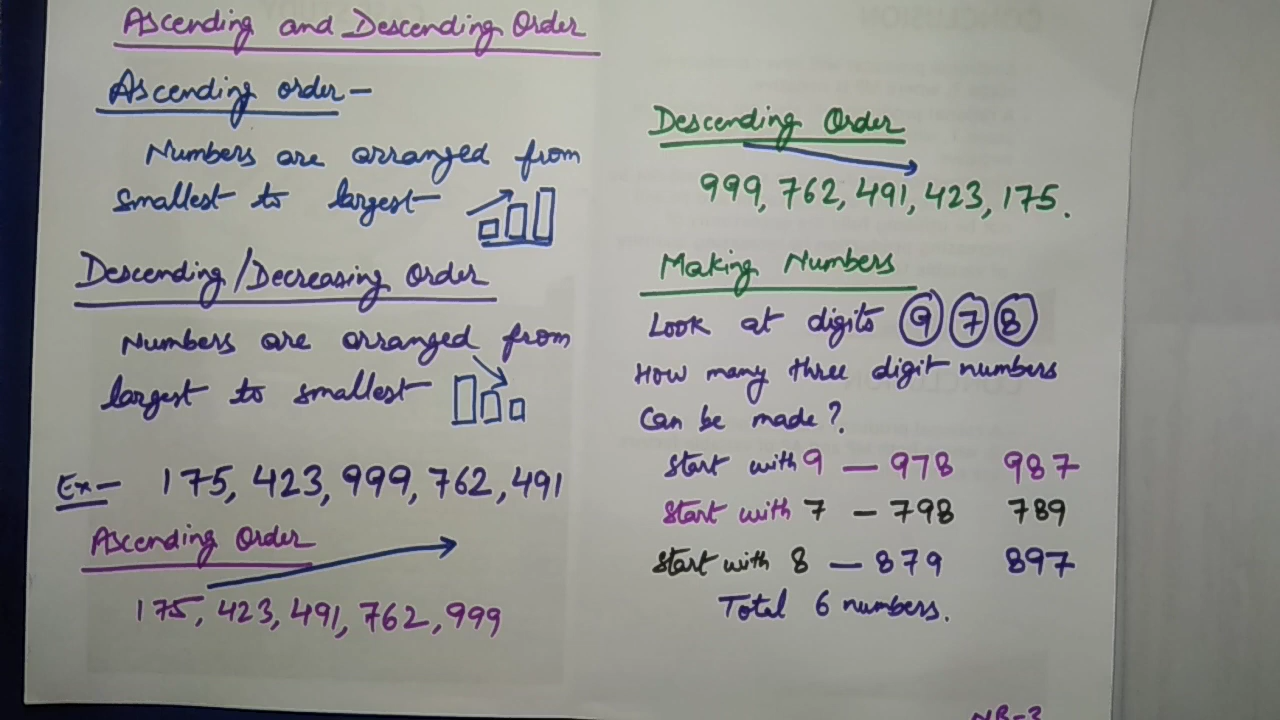 Ascending and Descending Order
Ascending order-
Numbers are arranged from
smallest to largest
Descending/Decreasing Order
Numbers are arranged from
largest to smallest
Ex- 175, 423, 999, 762, 491
Ascending Order
175, 423, 491, 762, 999
Descending Order
999, 762, 491, 423, 175.
Making Numbers
Look at digits 9 7 8
How many three digit numbers
can be made?
Start with 9 — 978 987
Start with 7 — 798 789
Start with 8 — 879 897
Total 6 numbers.